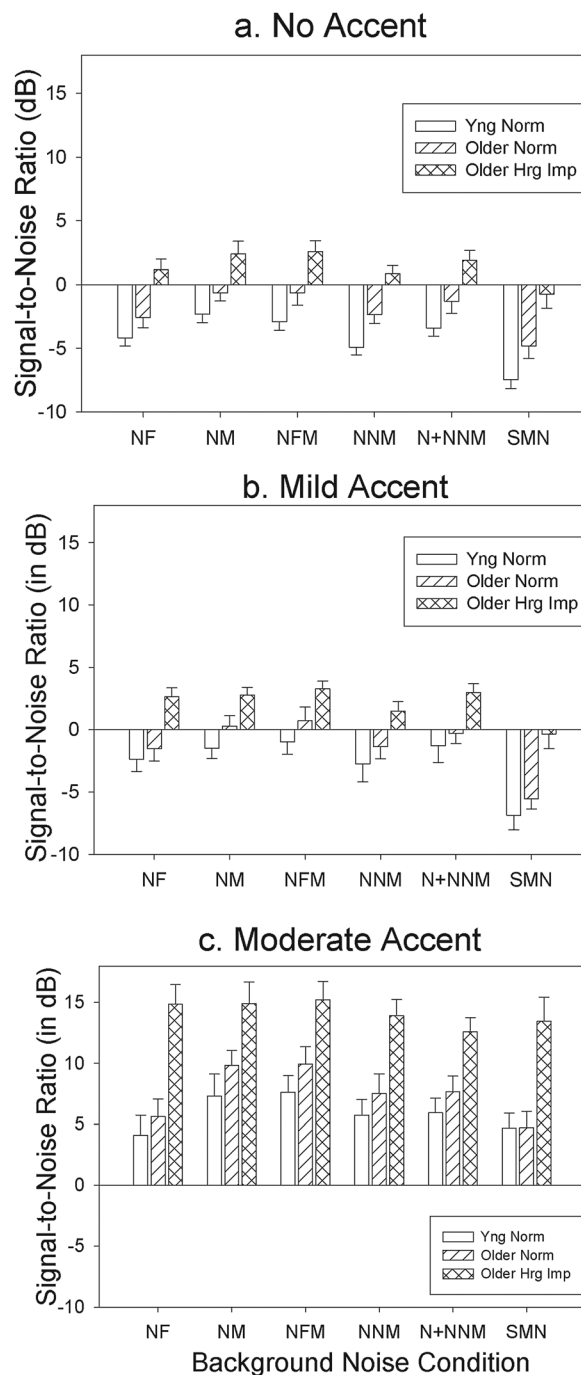 a. No Accent
Signal-to-Noise Ratio (dB)
15
10
5
0
-5
-10
Yng Norm
Older Norm
Older Hrg Imp
NF NM NFM NNM N+NNM SMN
b. Mild Accent
Signal-to-Noise Ratio (in dB)
15
10
5
0
-5
-10
Yng Norm
Older Norm
Older Hrg Imp
NF NM NFM NNM N+NNM SMN
c. Moderate Accent
Signal-to-Noise Ratio (in dB)
15
10
5
0
-5
-10
Yng Norm
Older Norm
Older Hrg Imp
NF NM NFM NNM N+NNM SMN
Background Noise Condition